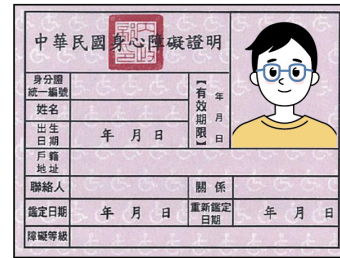 中華民國身心障礙證明
身分證
統一編號
【有效期限】
年
月
日
姓名
出生
日期
年 月 日
戶籍
地址
聯絡人
關係
鑑定日期
年 月 日
重新鑑定
日期
年 月 日
障礙等級